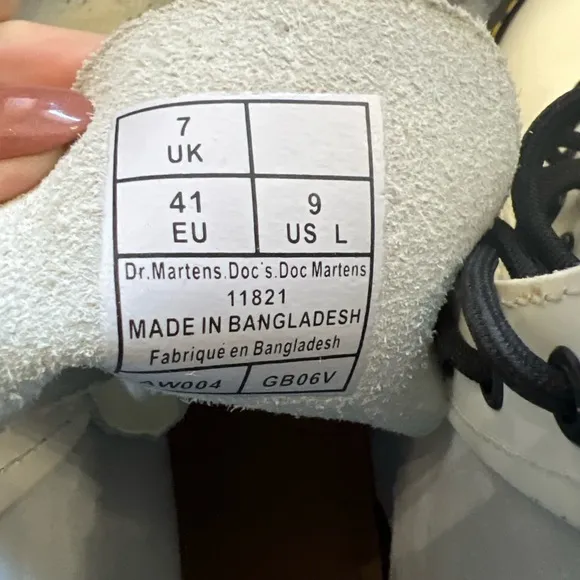 7
UK
41
EU
9
US L
Dr.Martens.Doc's.Doc Martens
11821
MADE IN BANGLADESH
Fabriqué en Bangladesh
AW004
GB06V